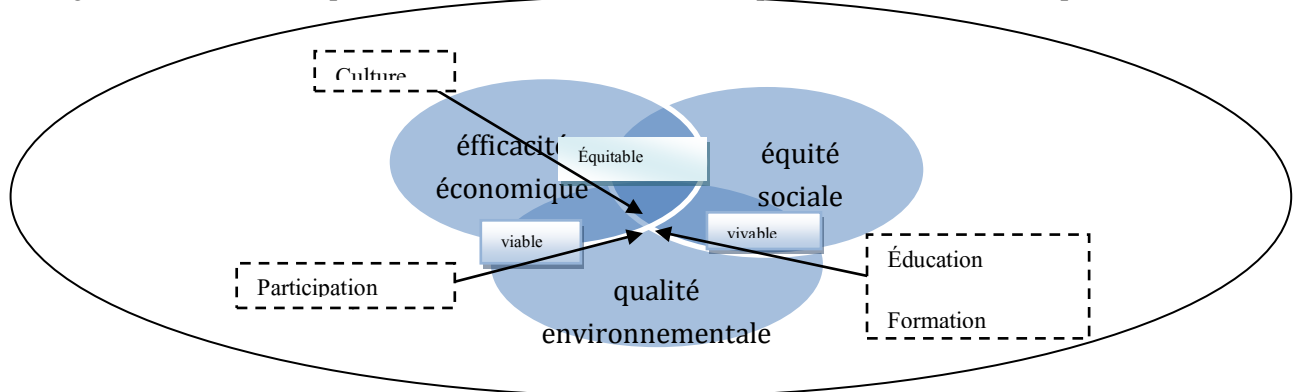 Culture
éfficacité
économique
Équitable
équité
sociale
viable
vivable
Participation
qualité
environnementale
Éducation
Formation